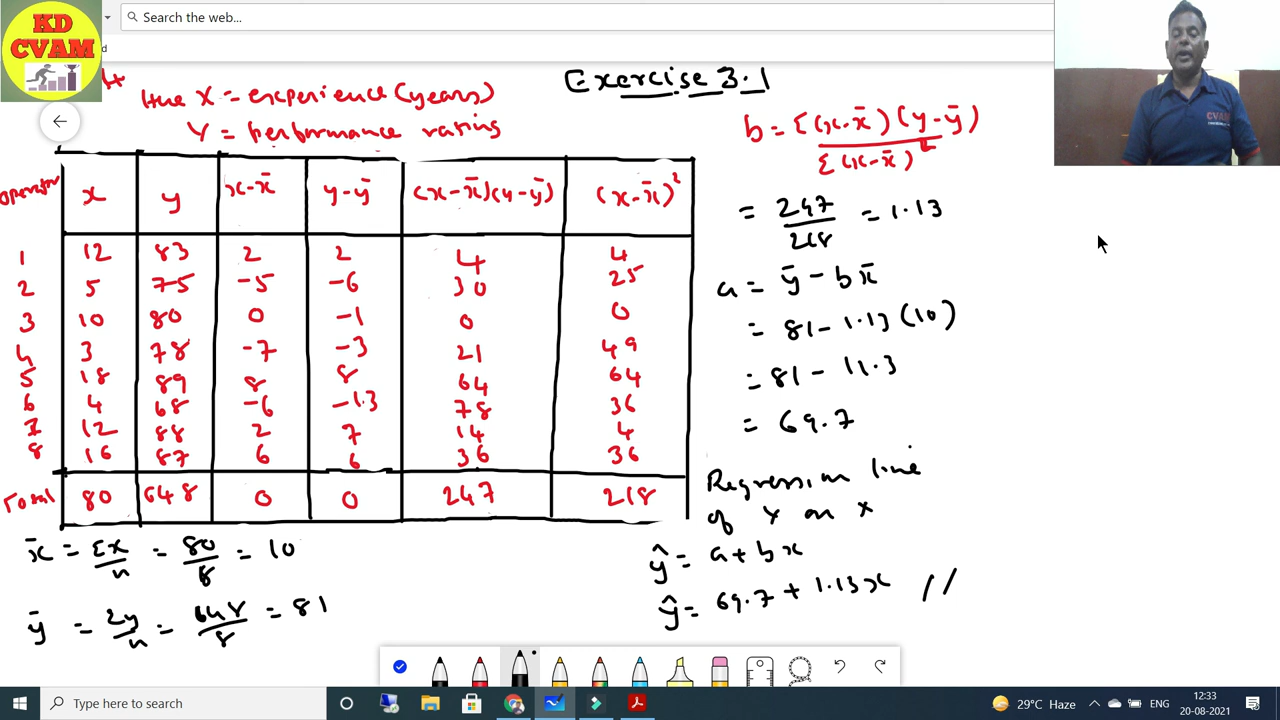 KD
CVAM
Search the web...
Exercise 3.1
4
Here X = experience (years)
Y = performance rating
operator x y x-x̄ y-ȳ (x-x̄)(y-ȳ) (x-x̄)²
1 12 83 2 2 4 4
2 5 75 -5 -6 30 25
3 10 80 0 -1 0 0
4 3 78 -7 -3 21 49
5 18 89 8 8 64 64
6 4 68 -6 -13 78 36
7 12 88 2 7 14 4
8 16 87 6 6 36 36
Total 80 648 0 0 247 218
x̄ = Σx/n = 80/8 = 10
ȳ = Σy/n = 648/8 = 81
b = Σ(x-x̄)(y-ȳ)/Σ(x-x̄)²
= 247/218 = 1.13
a = ȳ - bx̄
= 81 - 1.13(10)
= 81 - 11.3
= 69.7
Regression line
of Y on X
ŷ = a + bx
ŷ = 69.7 + 1.13x //
CVAM
Type here to search
29°C Haze
ENG
12:33
20-08-2021